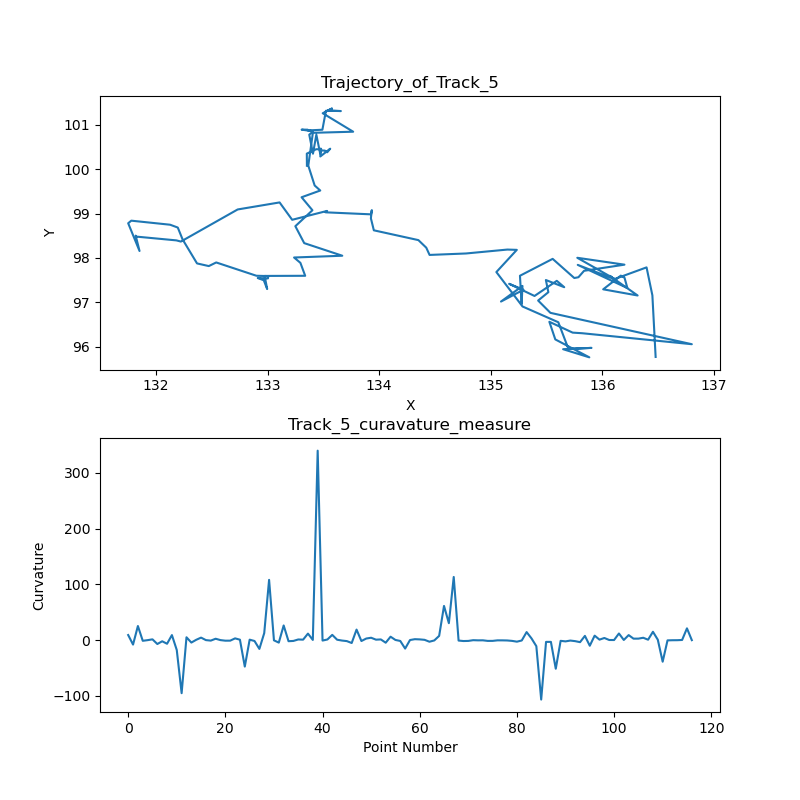 Trajectory_of_Track_5
101
100
99
98
97
96
Y
132 133 134 135 136 137
X
Track_5_curavature_measure
300
200
100
0
−100
Curvature
0 20 40 60 80 100 120
Point Number